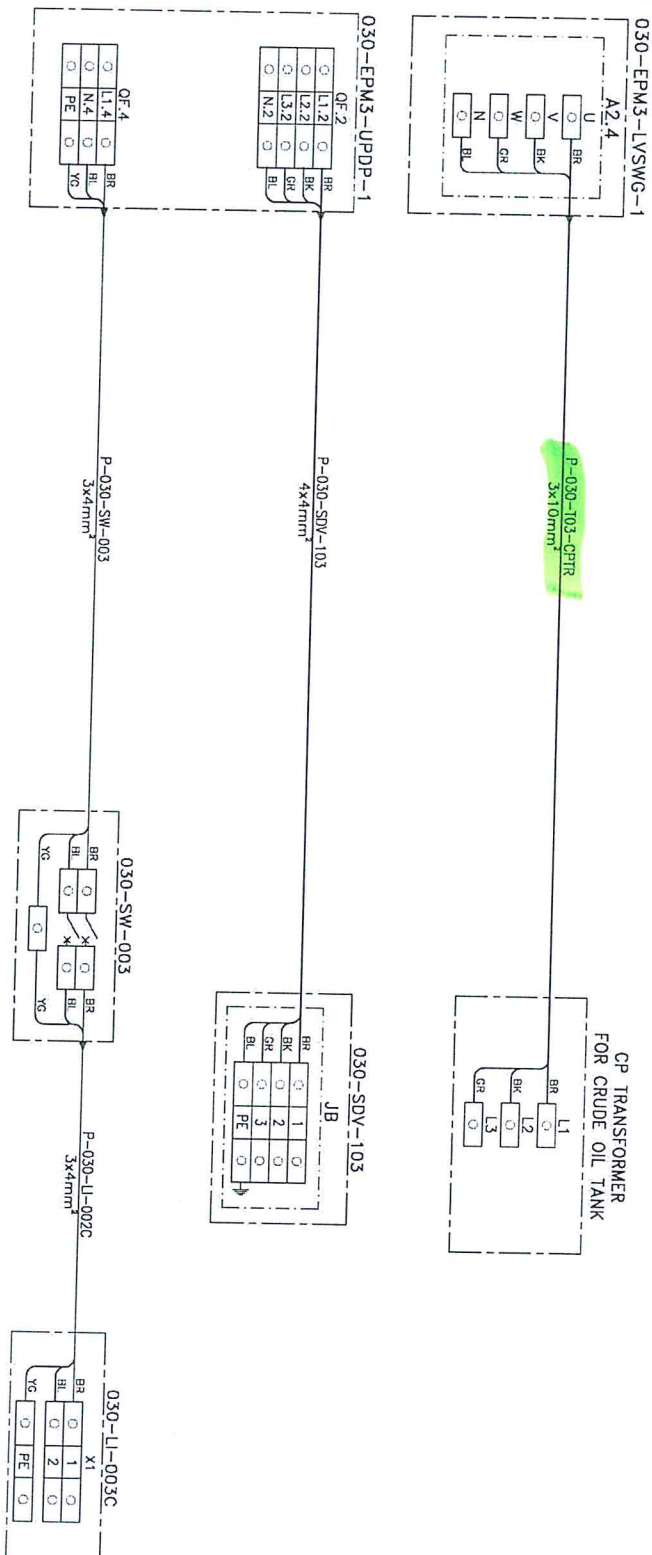 030-EPM3-LVSWG-1
A2.4
U
BR
V
BK
W
GR
N
BL
P-030-T03-CPTR
3x10mm²
CP TRANSFORMER
FOR CRUDE OIL TANK
BR
L1
BK
L2
GR
L3
030-EPM3-UPDP-1
QF.2
L1.2
BR
L2.2
BK
L3.2
GR
N.2
BL
P-030-SDV-103
4x4mm²
030-SDV-103
JB
BR
1
BK
2
GR
3
BL
PE
QF.4
L1.4
BR
N.4
BL
PE
YG
P-030-SW-003
3x4mm²
030-SW-003
BR
BR
BL
BL
YG
YG
P-030-LI-002C
3x4mm²
030-LI-003C
X1
BR
1
BL
2
YG
PE